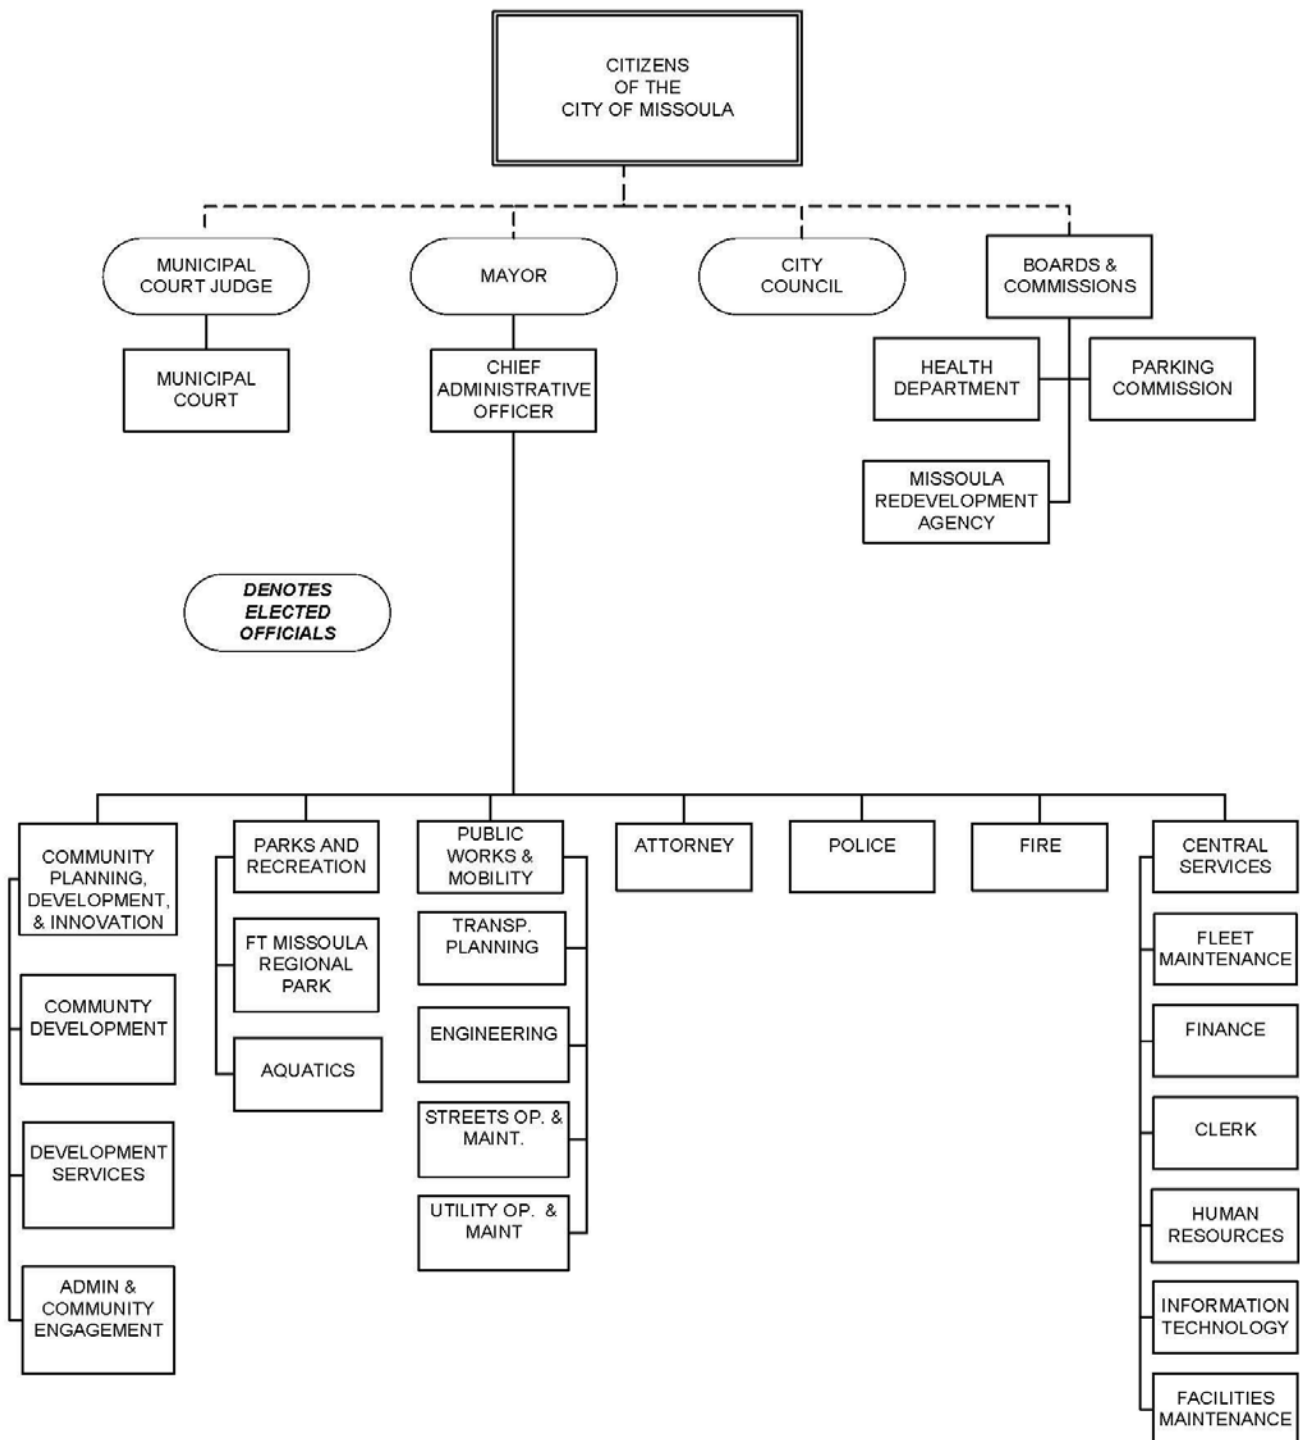 CITIZENS
OF THE
CITY OF MISSOULA
MUNICIPAL
COURT JUDGE
MAYOR
CITY
COUNCIL
BOARDS &
COMMISSIONS
MUNICIPAL
COURT
CHIEF
ADMINISTRATIVE
OFFICER
HEALTH
DEPARTMENT
PARKING
COMMISSION
MISSOULA
REDEVELOPMENT
AGENCY
DENOTES
ELECTED
OFFICIALS
COMMUNITY
PLANNING,
DEVELOPMENT,
& INNOVATION
PARKS AND
RECREATION
PUBLIC
WORKS &
MOBILITY
ATTORNEY
POLICE
FIRE
CENTRAL
SERVICES
COMMUNTY
DEVELOPMENT
DEVELOPMENT
SERVICES
ADMIN &
COMMUNITY
ENGAGEMENT
FT MISSOULA
REGIONAL
PARK
AQUATICS
TRANSP.
PLANNING
ENGINEERING
STREETS OP. &
MAINT.
UTILITY OP. &
MAINT
FLEET
MAINTENANCE
FINANCE
CLERK
HUMAN
RESOURCES
INFORMATION
TECHNOLOGY
FACILITIES
MAINTENANCE